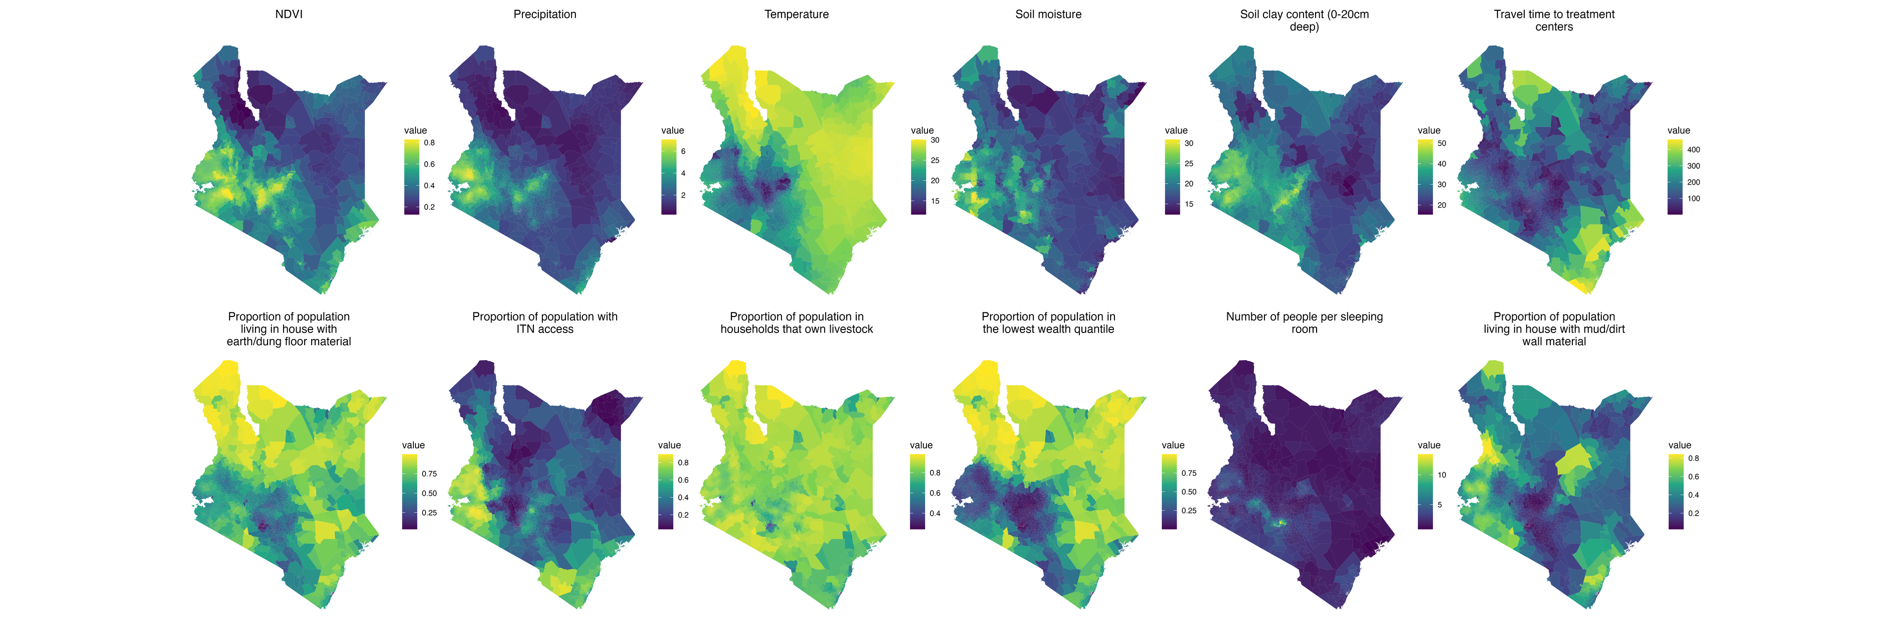 NDVI
Precipitation
Temperature
Soil moisture
Soil clay content (0-20cm
deep)
Travel time to treatment
centers
value
0.8
0.6
0.4
0.2
value
6
4
2
value
30
25
20
15
value
30
25
20
15
value
50
40
30
20
value
400
300
200
100
Proportion of population
living in house with
earth/dung floor material
Proportion of population with
ITN access
Proportion of population in
households that own livestock
Proportion of population in
the lowest wealth quantile
Number of people per sleeping
room
Proportion of population
living in house with mud/dirt
wall material
value
0.75
0.50
0.25
value
0.8
0.6
0.4
0.2
value
0.8
0.6
0.4
value
0.75
0.50
0.25
value
10
5
value
0.8
0.6
0.4
0.2